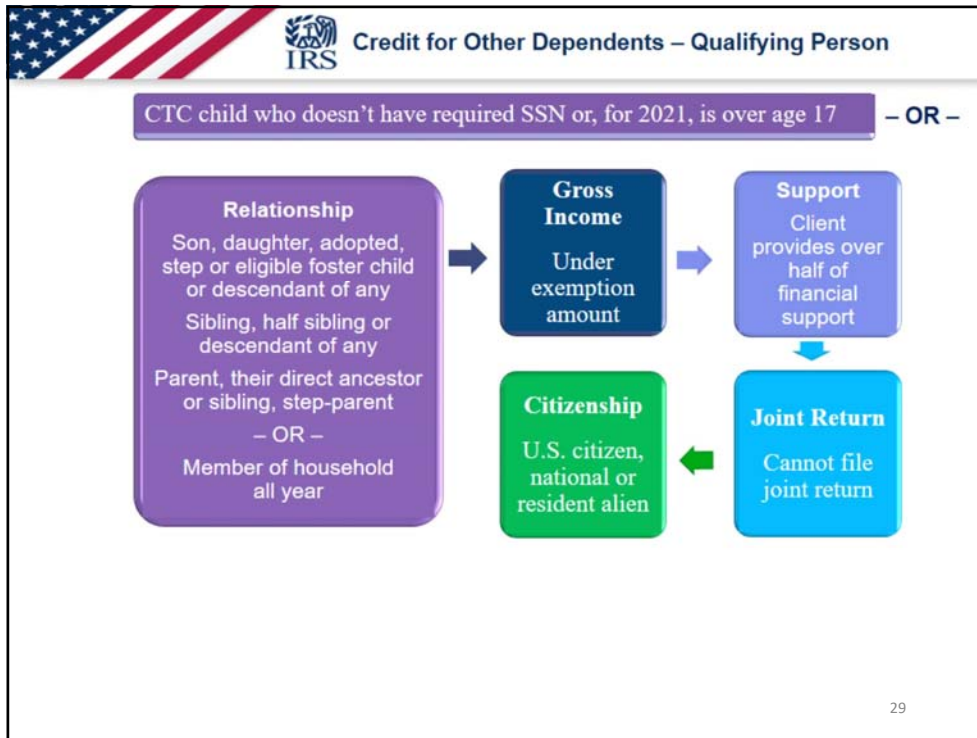 IRS
Credit for Other Dependents – Qualifying Person
CTC child who doesn't have required SSN or, for 2021, is over age 17
– OR –
Relationship
Son, daughter, adopted,
step or eligible foster child
or descendant of any
Sibling, half sibling or
descendant of any
Parent, their direct ancestor
or sibling, step-parent
– OR –
Member of household
all year
Gross
Income
Under
exemption
amount
Support
Client
provides over
half of
financial
support
Joint Return
Cannot file
joint return
Citizenship
U.S. citizen,
national or
resident alien
29